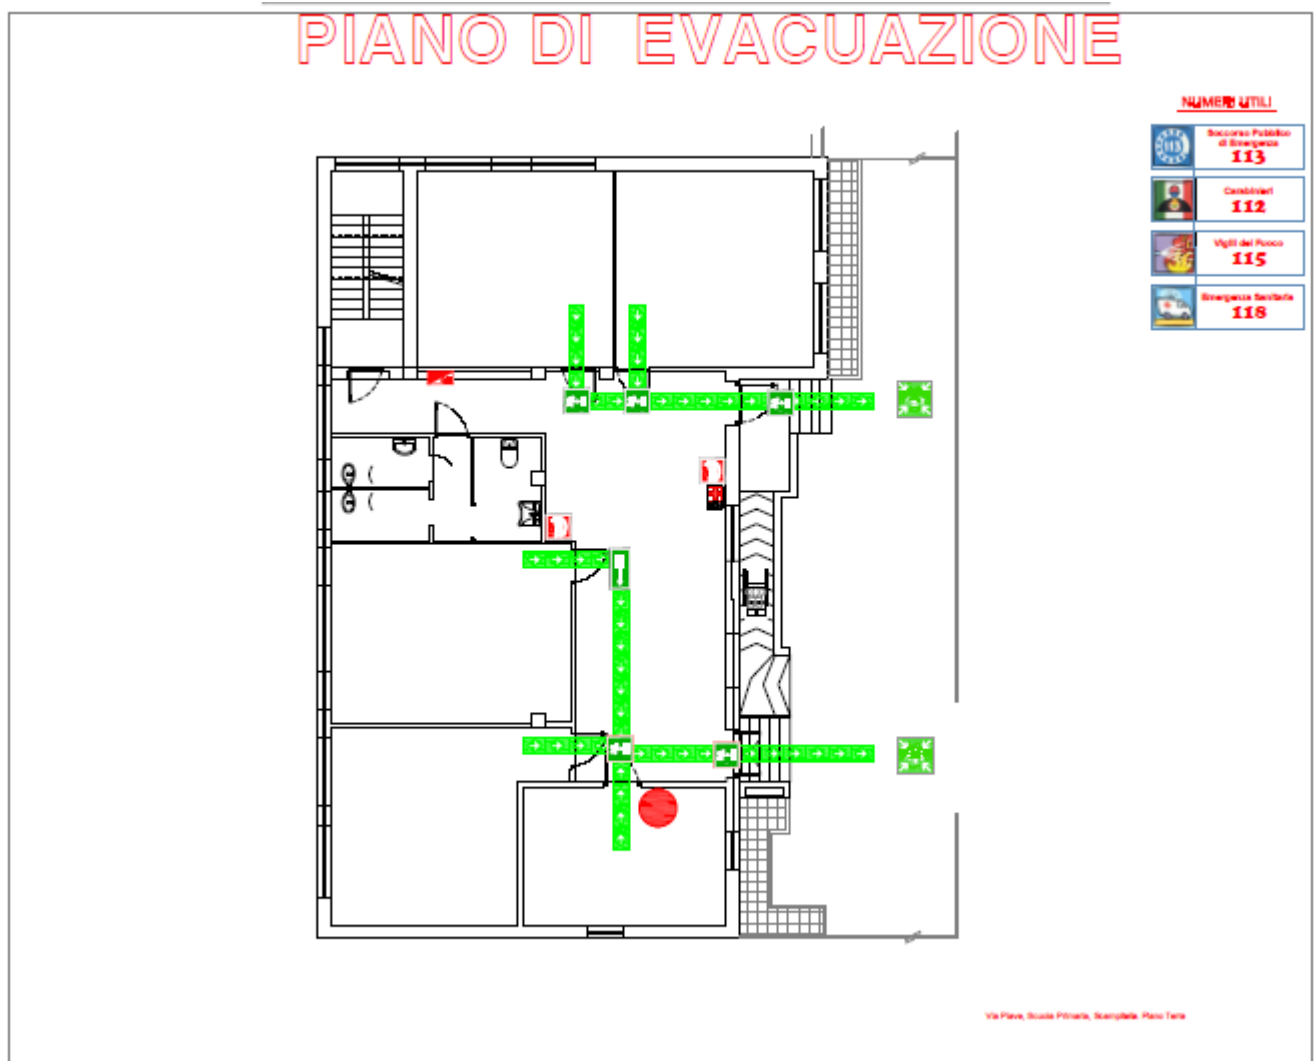 PIANO DI EVACUAZIONE
NUMERI UTILI
Soccorso Pubblico
di Emergenza
113
Carabinieri
112
Vigili del Fuoco
115
Emergenza Sanitaria
118
Via Piave, Scuola Primaria, Piano Terra